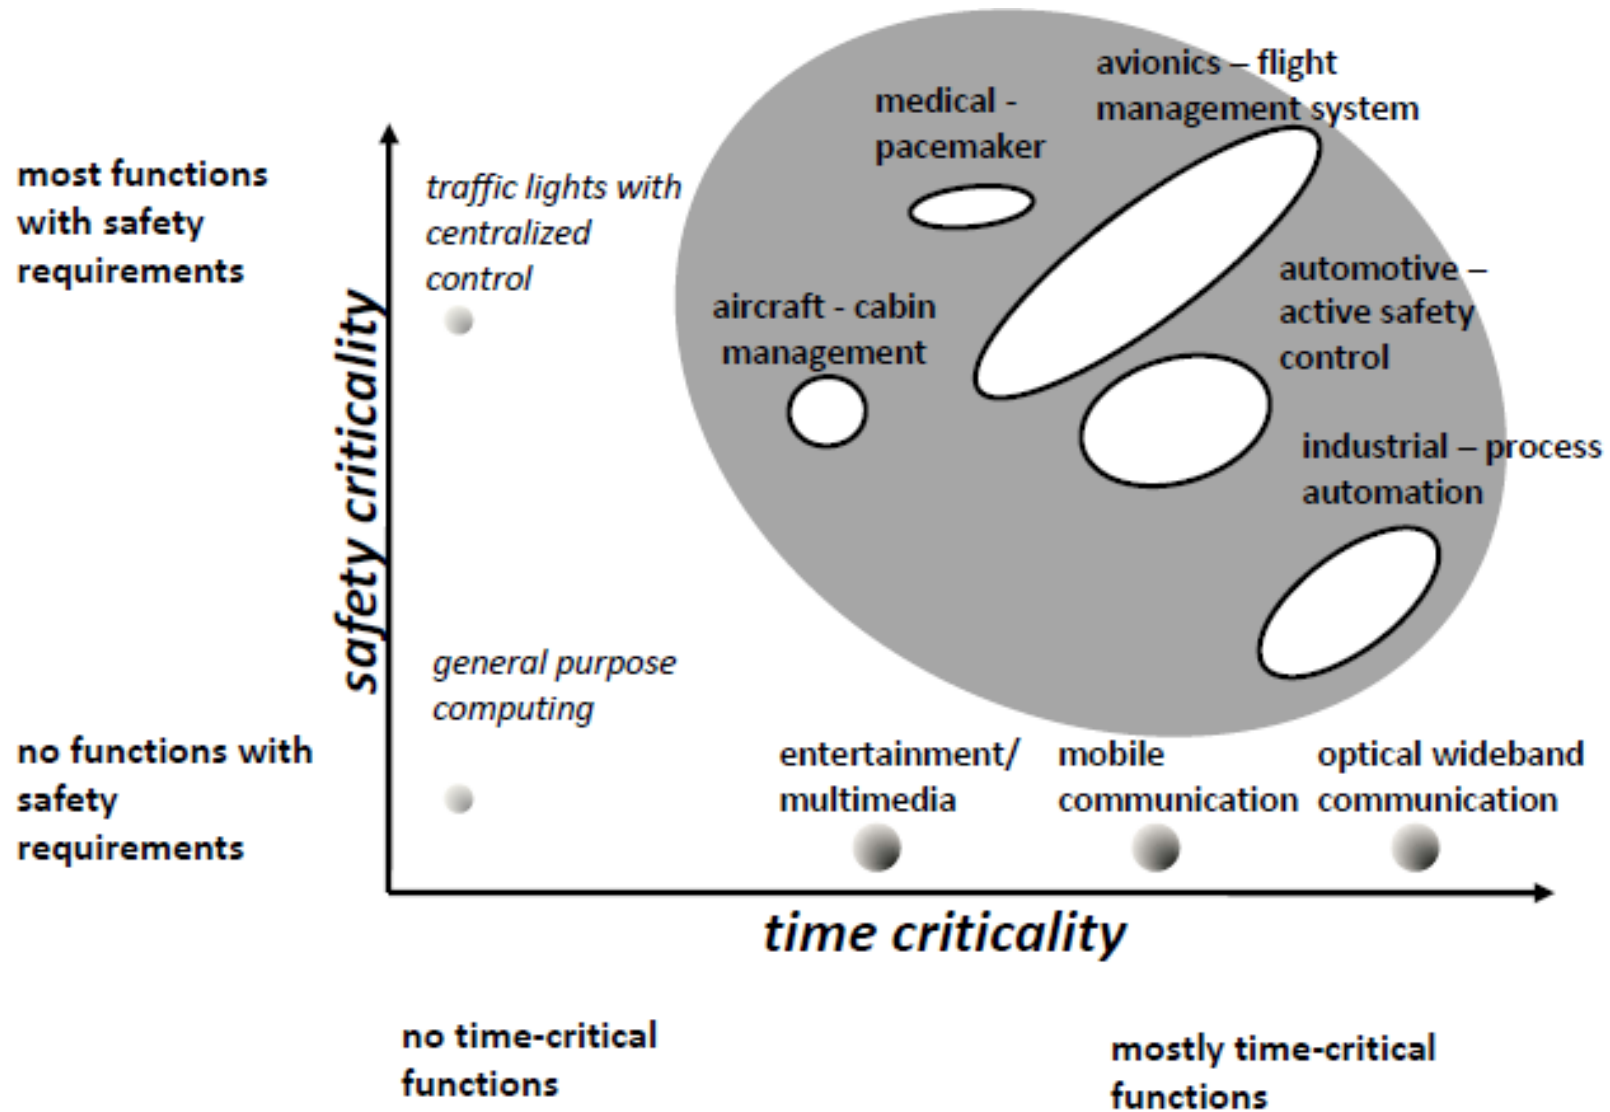 avionics – flight
management system
medical -
pacemaker
most functions
with safety
requirements
traffic lights with
centralized
control
automotive –
active safety
control
aircraft - cabin
management
safety criticality
industrial – process
automation
general purpose
computing
no functions with
safety
requirements
entertainment/
multimedia
mobile
communication
optical wideband
communication
time criticality
no time-critical
functions
mostly time-critical
functions